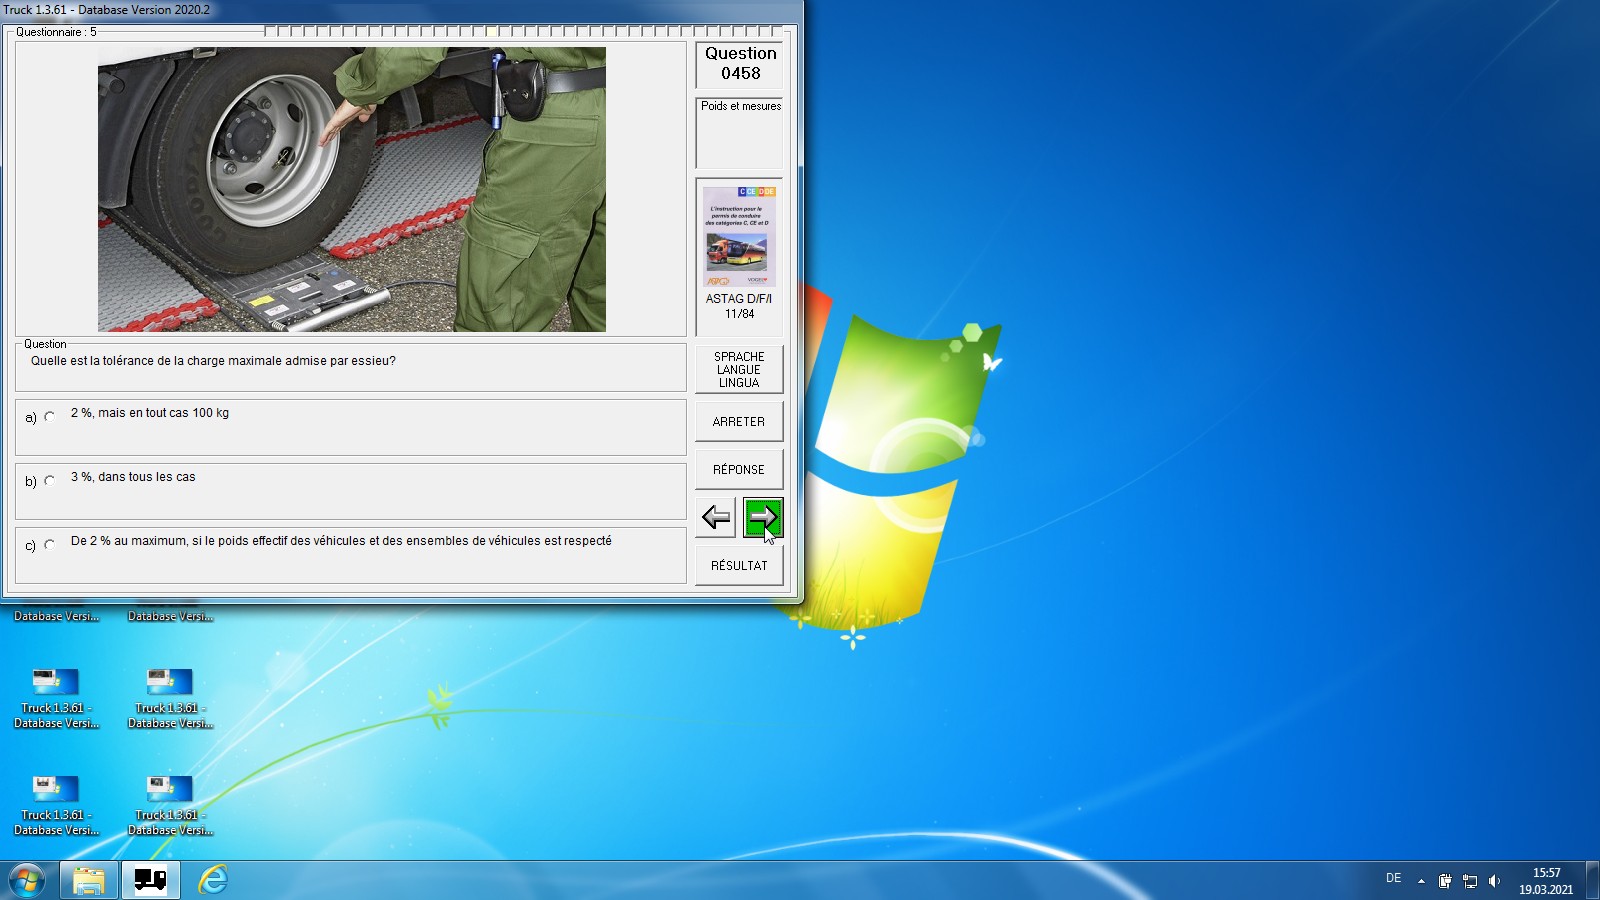 Truck 1.3.61 - Database Version 2020.2
Questionnaire : 5
Question
0458
Poids et mesures
C CE D DE
L'instruction pour le
permis de conduire
des catégories C, CE et D
ASTAG D/F/I
11/84
Question
Quelle est la tolérance de la charge maximale admise par essieu?
a) 2 %, mais en tout cas 100 kg
b) 3 %, dans tous les cas
c) De 2 % au maximum, si le poids effectif des véhicules et des ensembles de véhicules est respecté
SPRACHE
LANGUE
LINGUA
ARRETER
RÉPONSE
RÉSULTAT
Database Versi...
Database Versi...
Truck 1.3.61 -
Database Versi...
Truck 1.3.61 -
Database Versi...
Truck 1.3.61 -
Database Versi...
Truck 1.3.61 -
Database Versi...
DE
15:57
19.03.2021